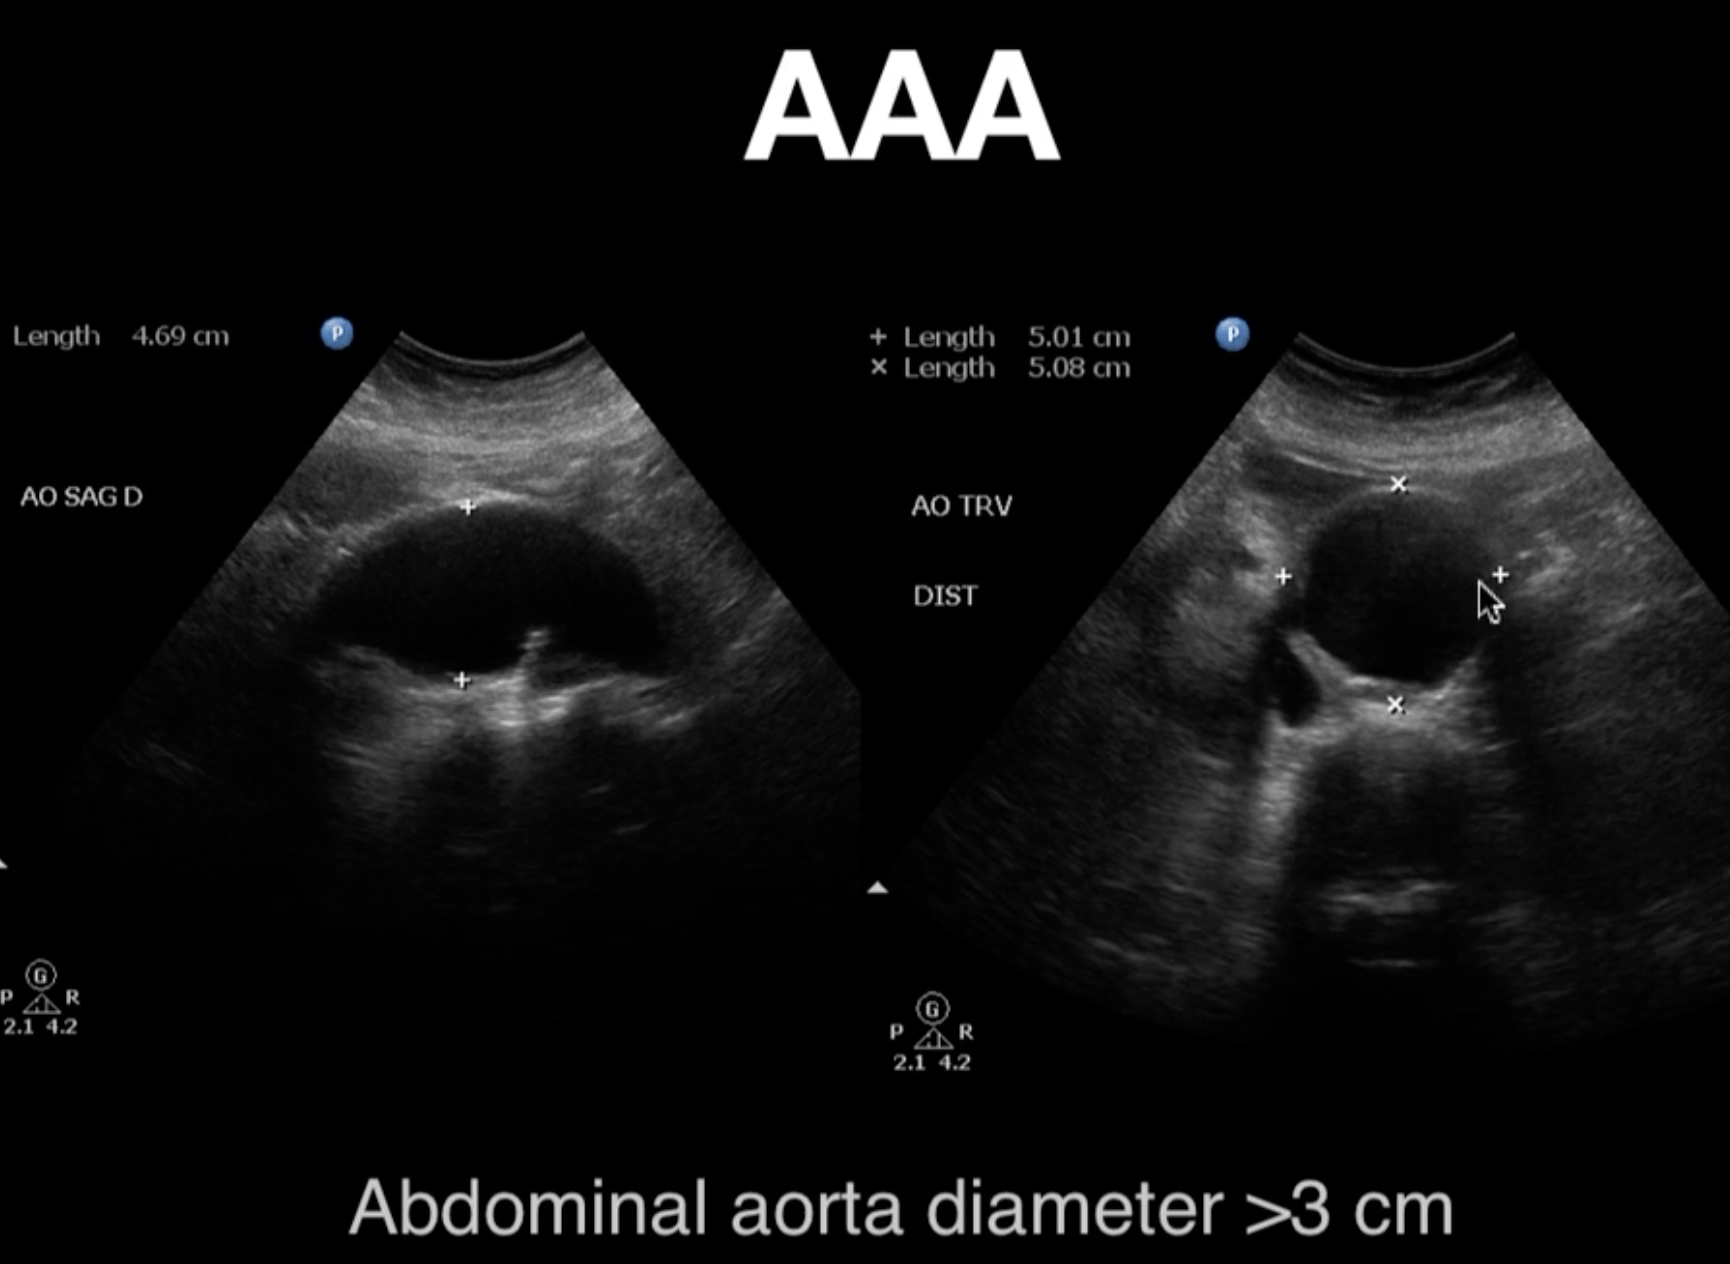 AAA
Length 4.69 cm
P
AO SAG D
G
P R
2.1 4.2
+ Length 5.01 cm
× Length 5.08 cm
P
AO TRV
DIST
G
P R
2.1 4.2
Abdominal aorta diameter >3 cm